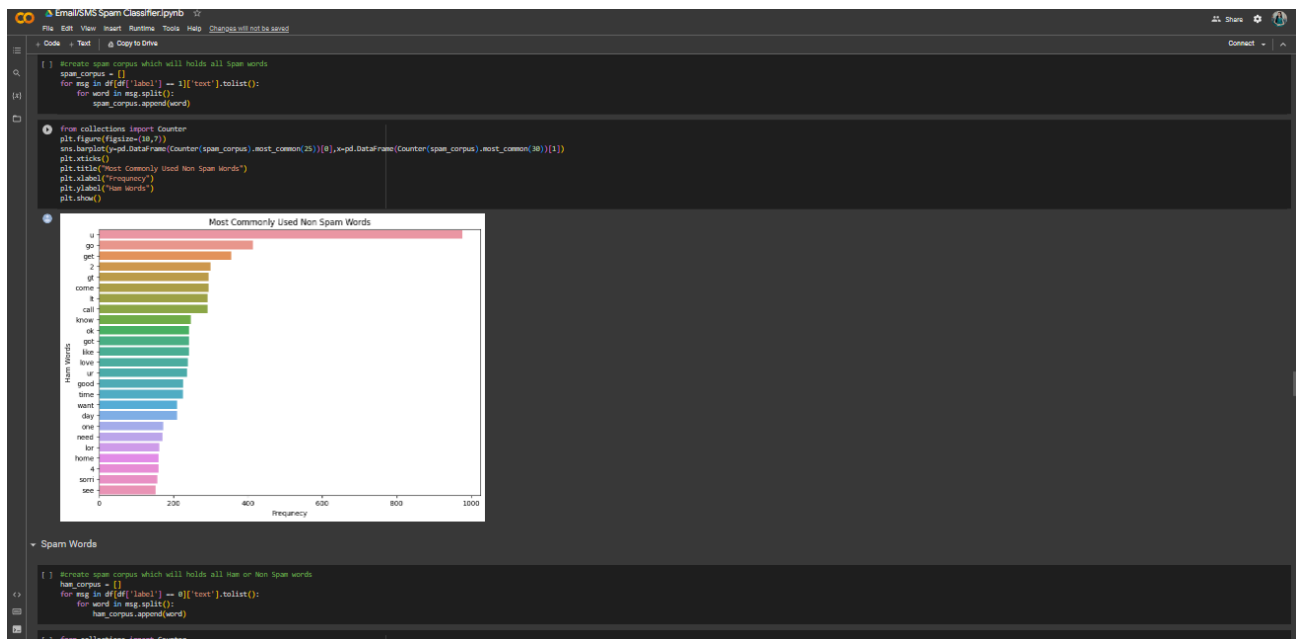 Email/SMS Spam Classifier.ipynb
File Edit View Insert Runtime Tools Help Changes will not be saved
Share
+ Code + Text Copy to Drive
Connect
[ ] #create spam corpus which will holds all Spam words
spam_corpus = []
for msg in df[df['label'] == 1]['text'].tolist():
for word in msg.split():
spam_corpus.append(word)
{x}
from collections import Counter
plt.figure(figsize=(10,7))
sns.barplot(y=pd.DataFrame(Counter(spam_corpus).most_common(25))[0],x=pd.DataFrame(Counter(spam_corpus).most_common(30))[1])
plt.xticks()
plt.title("Most Commonly Used Non Spam Words")
plt.xlabel("Frequnecy")
plt.ylabel("Ham Words")
plt.show()
Most Commonly Used Non Spam Words
u
go
get
2
gt
come
lt
call
know
ok
got
like
love
ur
good
time
want
day
one
need
lor
home
4
sorri
see
Ham Words
0 200 400 600 800 1000
Frequnecy
Spam Words
[ ] #create spam corpus which will holds all Ham or Non Spam words
ham_corpus = []
for msg in df[df['label'] == 0]['text'].tolist():
for word in msg.split():
ham_corpus.append(word)
[ ] from collections import Counter